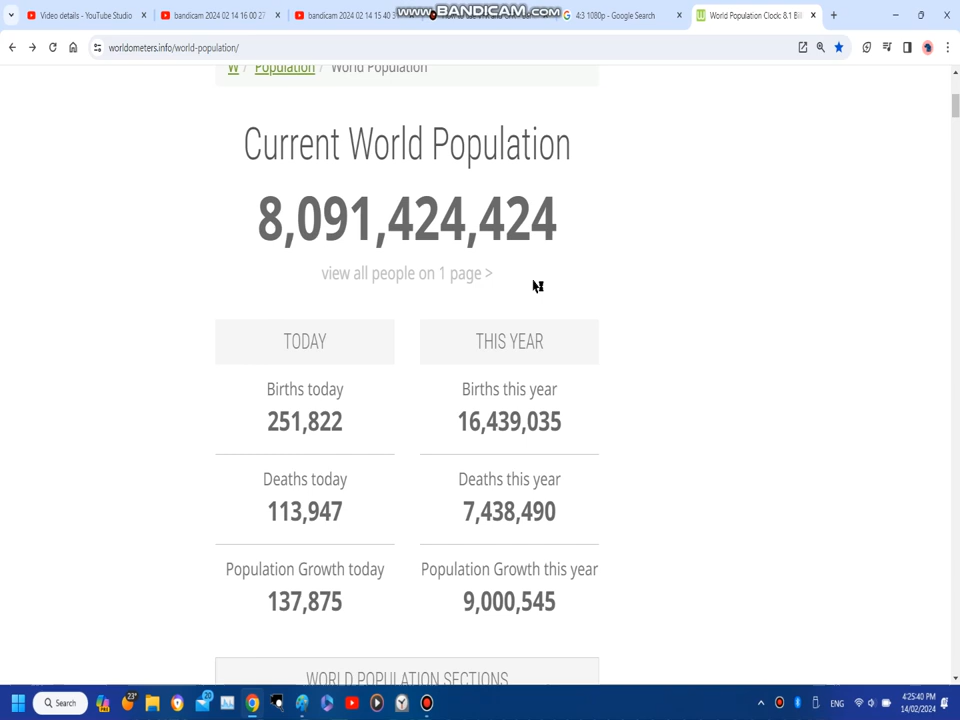 Video details - YouTube Studio
bandicam 2024 02 14 16 00 27
bandicam 2024 02 14 15 40 5
www.BANDICAM.com
4:3 1080p - Google Search
World Population Clock: 8.1 Bil
worldometers.info/world-population/
W / Population / World Population
Current World Population
8,091,424,424
view all people on 1 page >
TODAY
THIS YEAR
Births today
Births this year
251,822
16,439,035
Deaths today
Deaths this year
113,947
7,438,490
Population Growth today
Population Growth this year
137,875
9,000,545
WORLD POPULATION SECTIONS
Search
23°
20
ENG
4:25:40 PM
14/02/2024